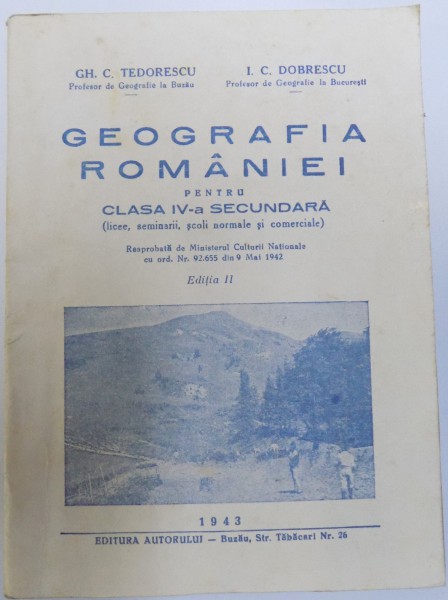 GH. C. TEDORESCU
Profesor de Geografie la Buzău
I. C. DOBRESCU
Profesor de Geografie la București
GEOGRAFIA
ROMÂNIEI
PENTRU
CLASA IV-a SECUNDARĂ
(licee, seminarii, școli normale și comerciale)
Reaprobată de Ministerul Culturii Naționale
cu ord. Nr. 92.655 din 9 Mai 1942
Ediția II
1943
EDITURA AUTORULUI — Buzău, Str. Tăbăcari Nr. 26